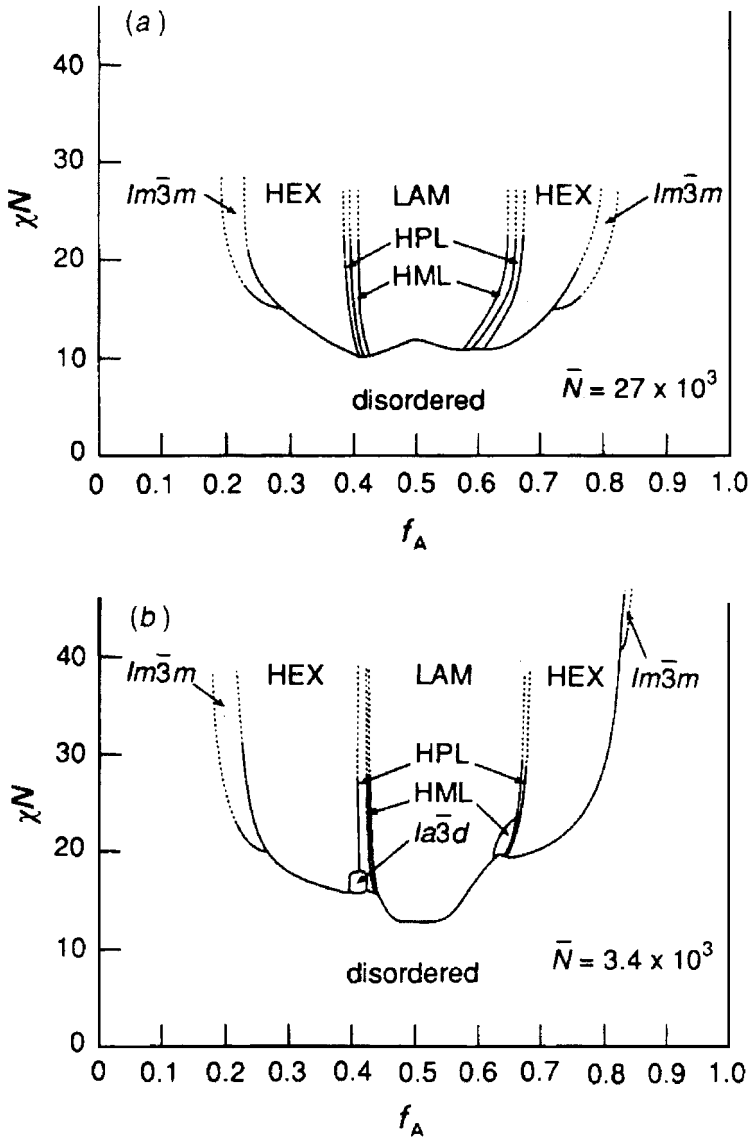 (a)
40
30
20
10
0
χN
Im3̄m HEX LAM HEX Im3̄m
HPL
HML
disordered
N̄ = 27 x 10³
0 0.1 0.2 0.3 0.4 0.5 0.6 0.7 0.8 0.9 1.0
f_A
(b)
40
30
20
10
0
χN
Im3̄m HEX LAM HEX Im3̄m
HPL
HML
Ia3̄d
disordered
N̄ = 3.4 x 10³
0 0.1 0.2 0.3 0.4 0.5 0.6 0.7 0.8 0.9 1.0
f_A